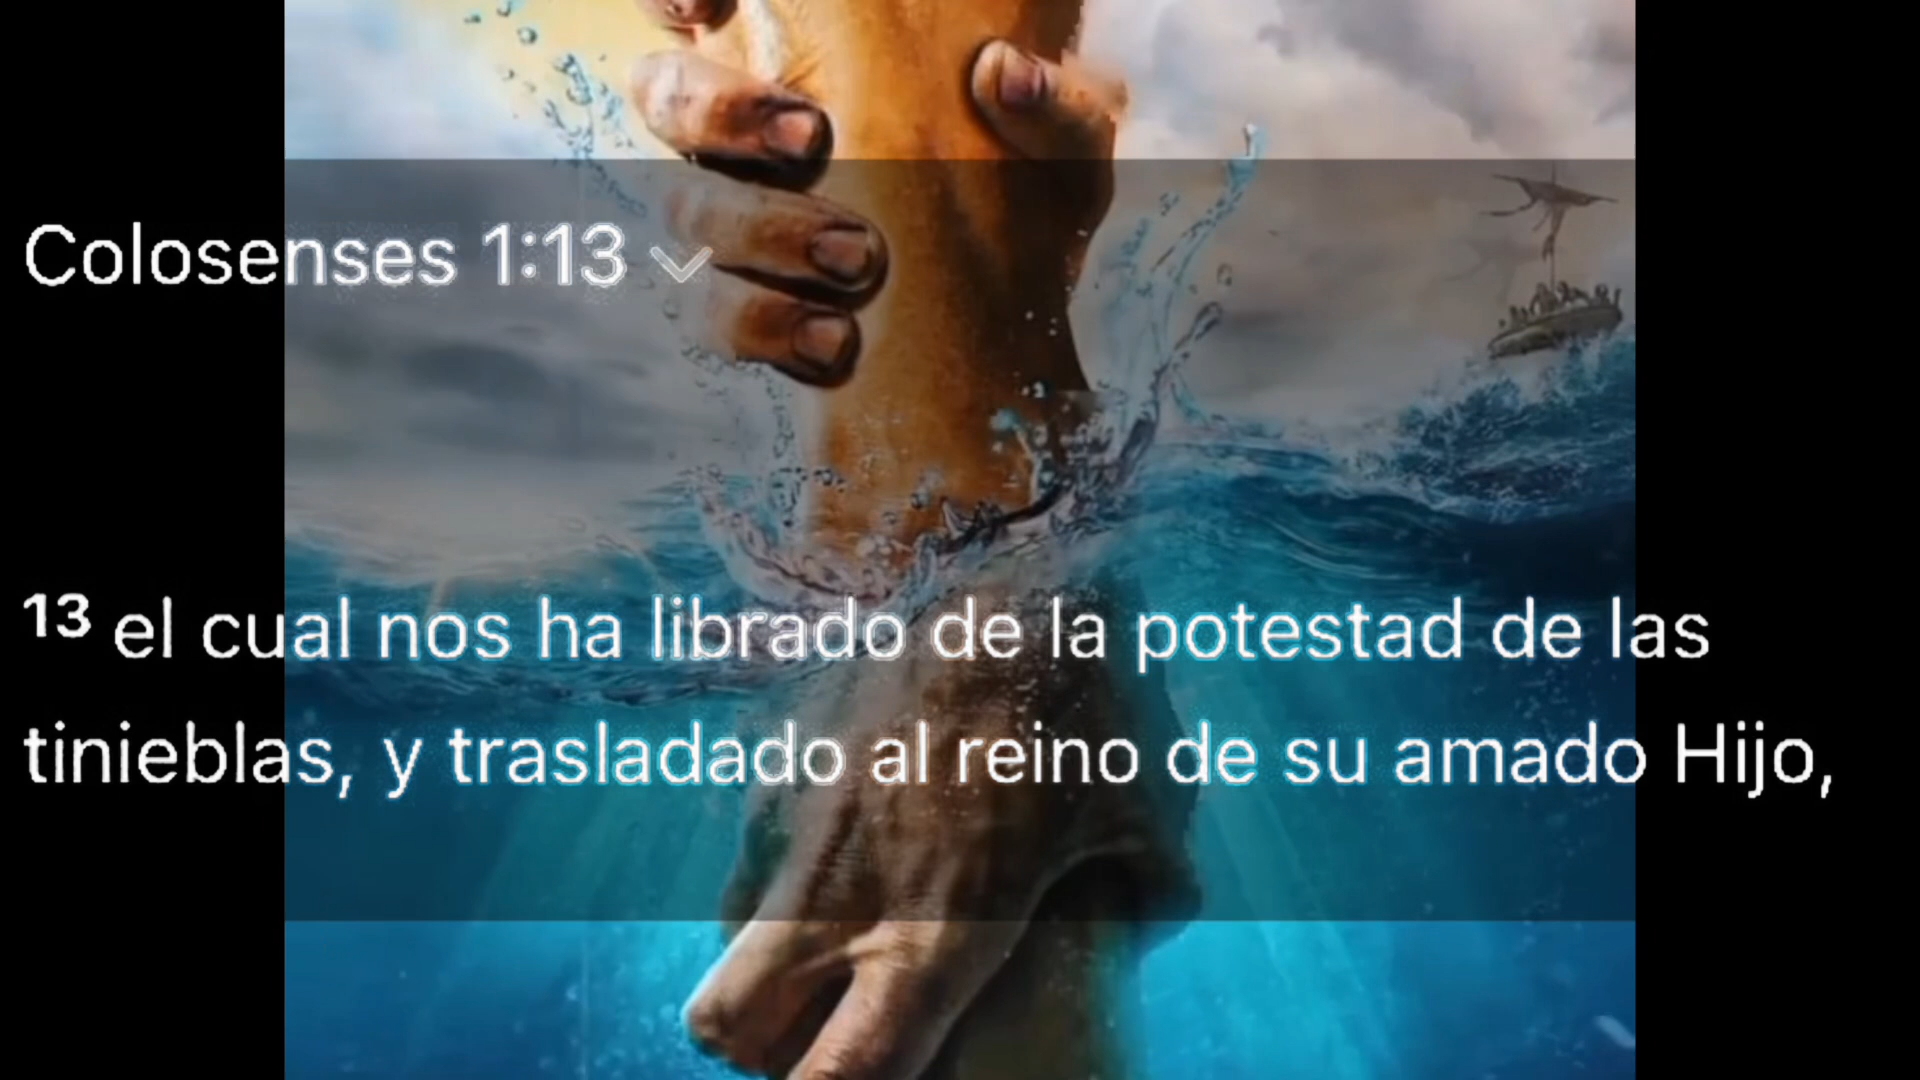 Colosenses 1:13
13 el cual nos ha librado de la potestad de las
tinieblas, y trasladado al reino de su amado Hijo,